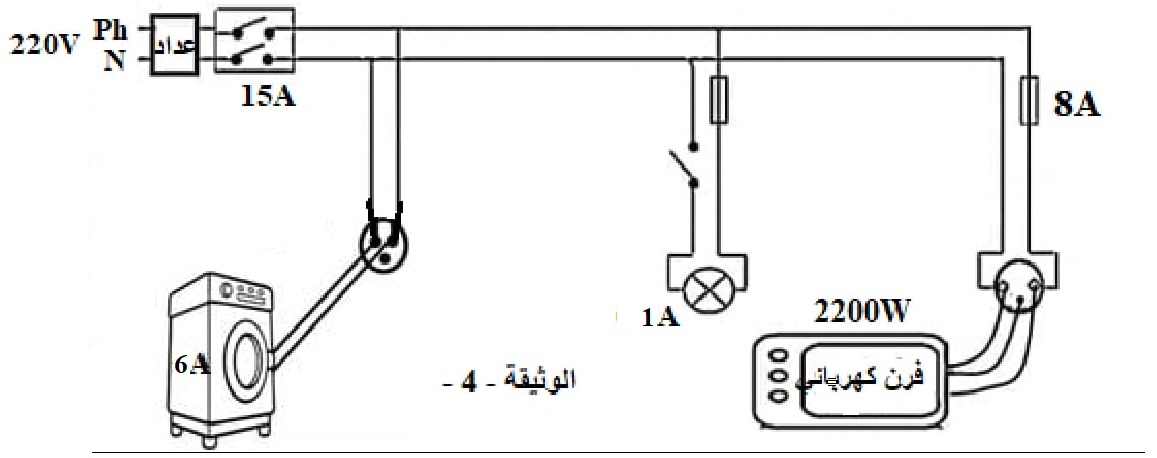 220V
Ph
N
عداد
15A
8A
1A
2200W
6A
فرن كهربائي
الوثيقة - 4 -